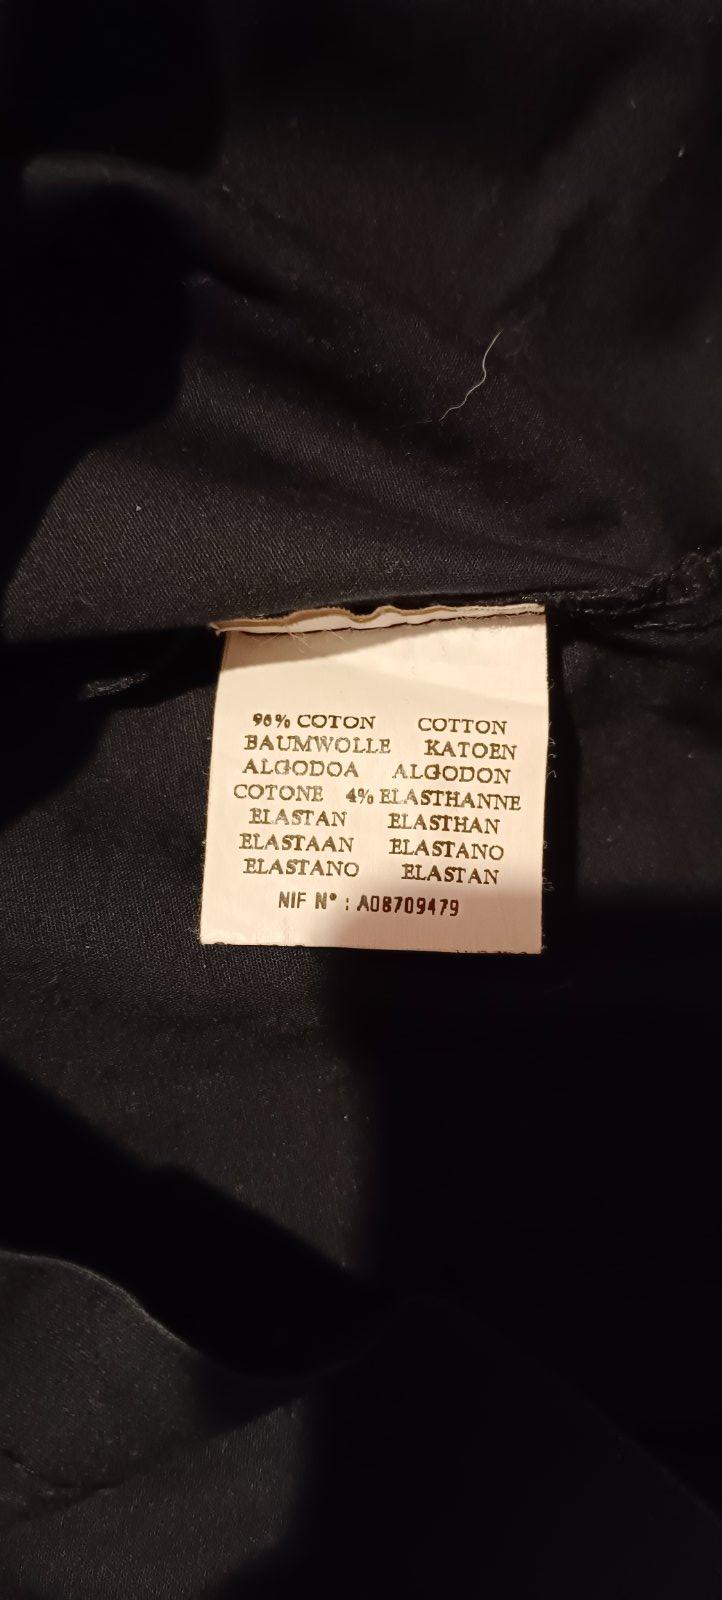 96% COTON COTTON
BAUMWOLLE KATOEN
ALGODOA ALGODON
COTONE 4% ELASTHANNE
ELASTAN ELASTHAN
ELASTAAN ELASTANO
ELASTANO ELASTAN
NIF N° : A08709479